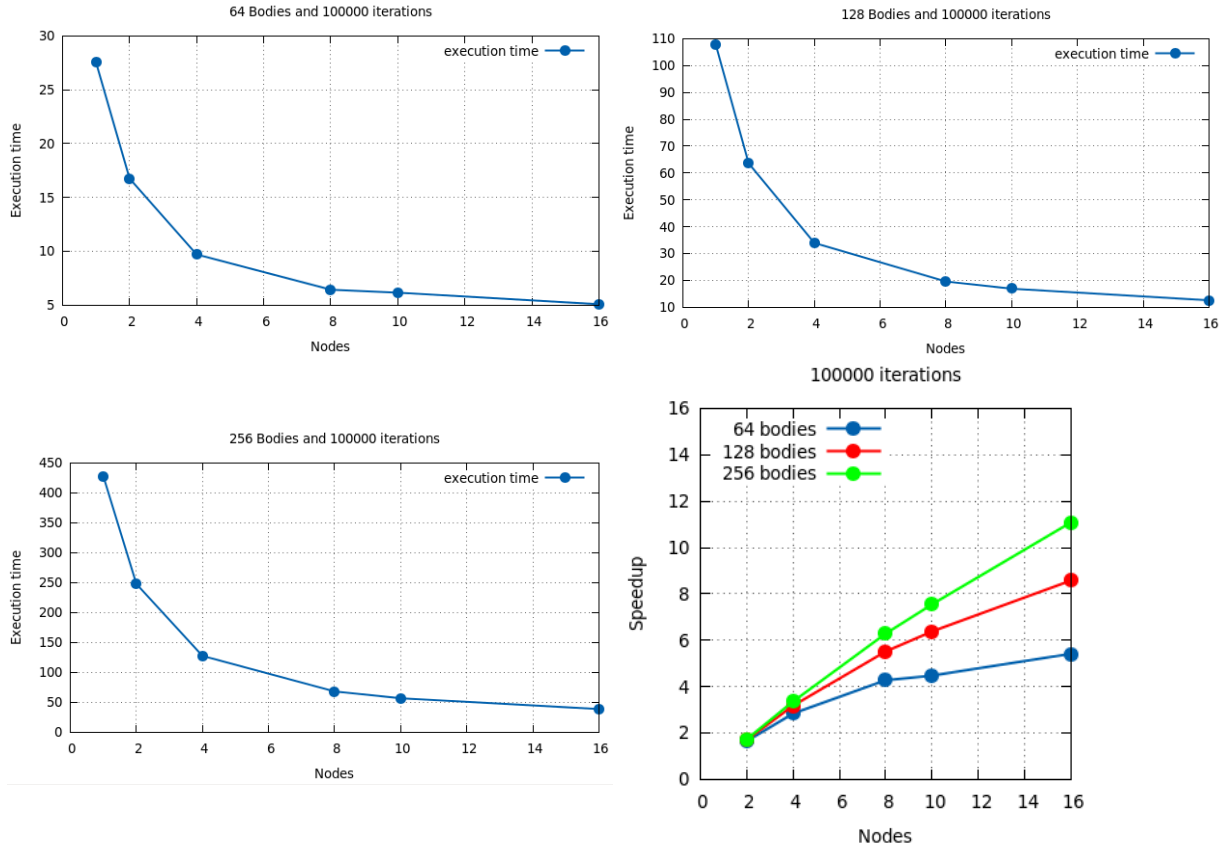 64 Bodies and 100000 iterations
30
25
20
15
10
5
0 2 4 6 8 10 12 14 16
Execution time
Nodes
execution time
128 Bodies and 100000 iterations
110
100
90
80
70
60
50
40
30
20
10
0 2 4 6 8 10 12 14 16
Execution time
Nodes
execution time
256 Bodies and 100000 iterations
450
400
350
300
250
200
150
100
50
0
0 2 4 6 8 10 12 14 16
Execution time
Nodes
execution time
100000 iterations
16
14
12
10
8
6
4
2
0
0 2 4 6 8 10 12 14 16
Speedup
Nodes
64 bodies
128 bodies
256 bodies